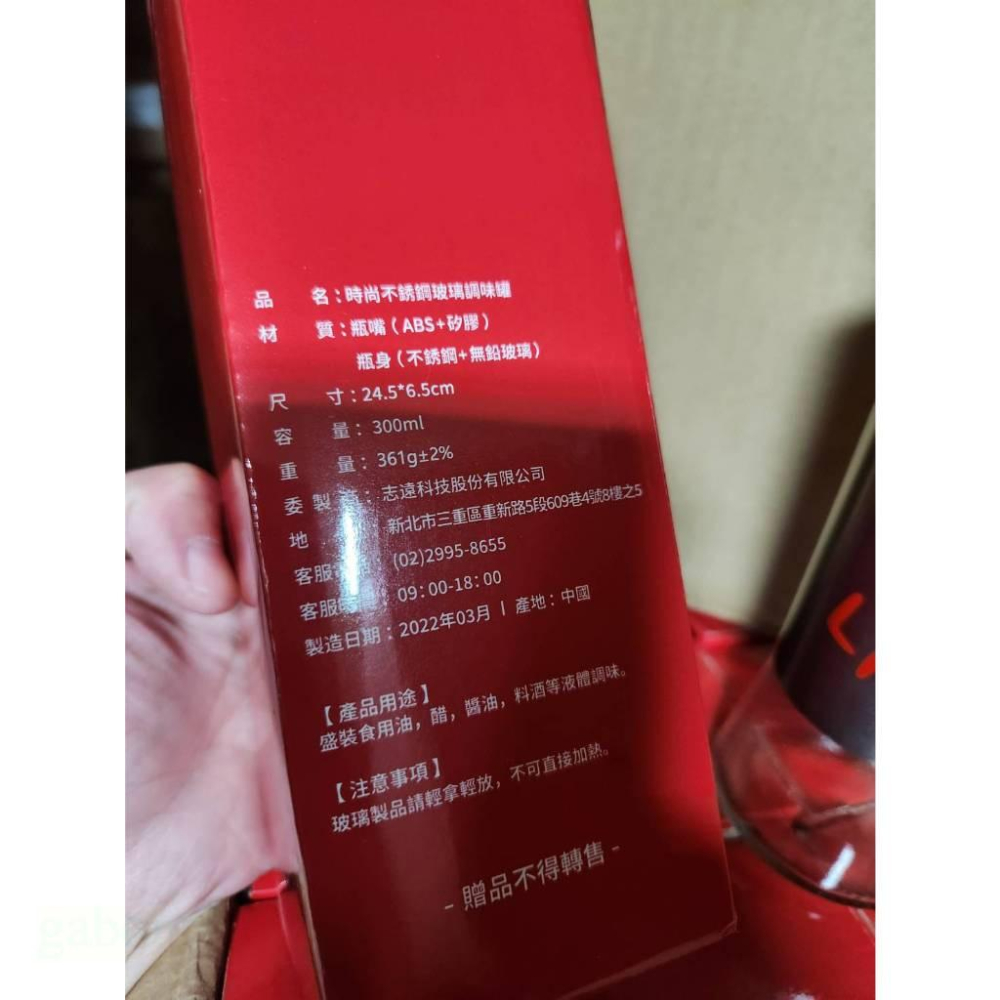 品　　名：時尚不銹鋼玻璃調味罐
材　　質：瓶嘴（ABS+矽膠）
瓶身（不銹鋼+無鉛玻璃）
尺　　寸：24.5*6.5cm
容　　量：300ml
重　　量：361g±2%
委製　：志遠科技股份有限公司
地　　新北市三重區重新路5段609巷4號8樓之5
客服　　(02)2995-8655
客服　　09:00-18:00
製造日期：2022年03月 | 產地：中國
【產品用途】
盛裝食用油，醋，醬油，料酒等液體調味。
【注意事項】
玻璃製品請輕拿輕放，不可直接加熱。
- 贈品不得轉售 -